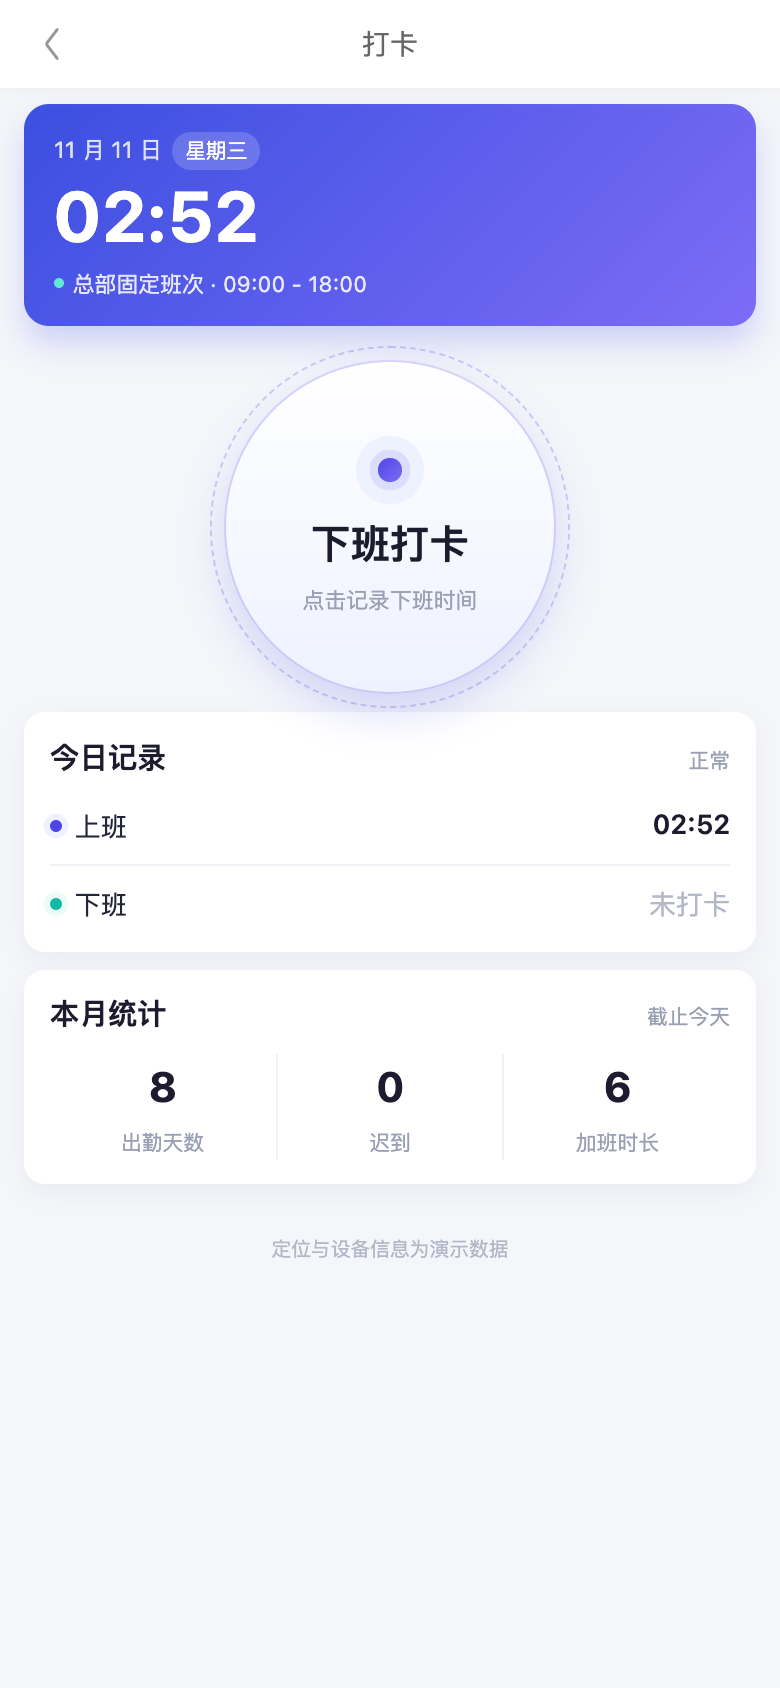 打卡
11 月 11 日 星期三
02:52
总部固定班次 · 09:00 - 18:00
下班打卡
点击记录下班时间
今日记录 正常
上班 02:52
下班 未打卡
本月统计 截止今天
8 0 6
出勤天数 迟到 加班时长
定位与设备信息为演示数据